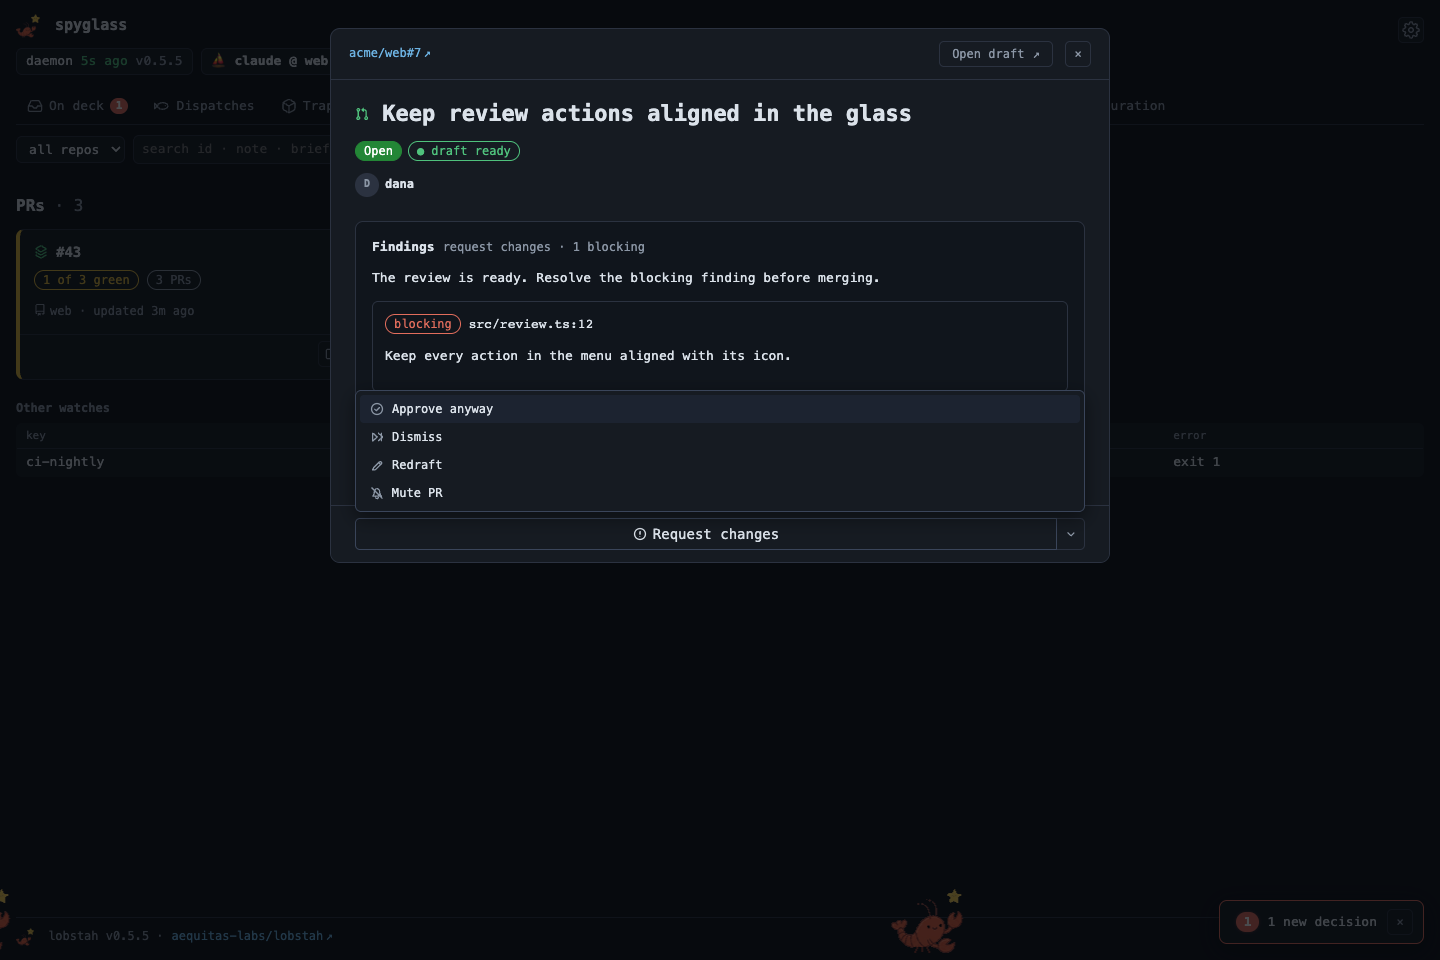 spyglass
daemon 5s ago v0.5.5
claude @ web
On deck 1
Dispatches
Trap
uration
all repos
search id · note · brief
PRs · 3
#43
1 of 3 green
3 PRs
web · updated 3m ago
Other watches
key
error
ci-nightly
exit 1
acme/web#7↗
Open draft ↗
×
Keep review actions aligned in the glass
Open
● draft ready
D
dana
Findings request changes · 1 blocking
The review is ready. Resolve the blocking finding before merging.
blocking src/review.ts:12
Keep every action in the menu aligned with its icon.
Approve anyway
Dismiss
Redraft
Mute PR
Request changes
lobstah v0.5.5 · aequitas-labs/lobstah↗
1 1 new decision ×